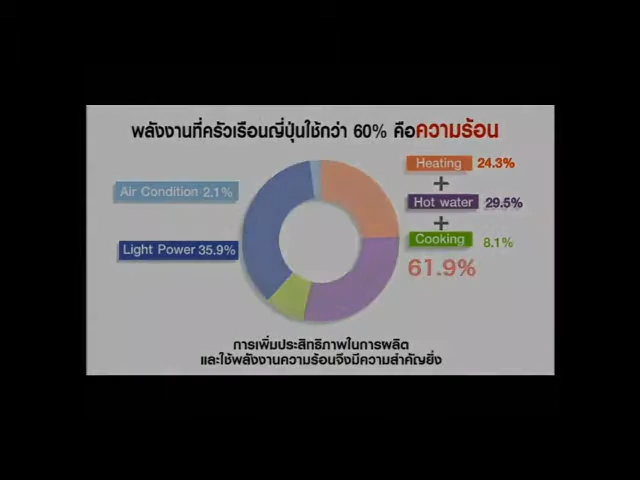 พลังงานที่ครัวเรือนญี่ปุ่นใช้กว่า 60% คือความร้อน
Heating 24.3%
+
Air Condition 2.1%
Hot water 29.5%
+
Light Power 35.9%
Cooking 8.1%
61.9%
การเพิ่มประสิทธิภาพในการผลิต
และใช้พลังงานความร้อนจึงมีความสำคัญยิ่ง